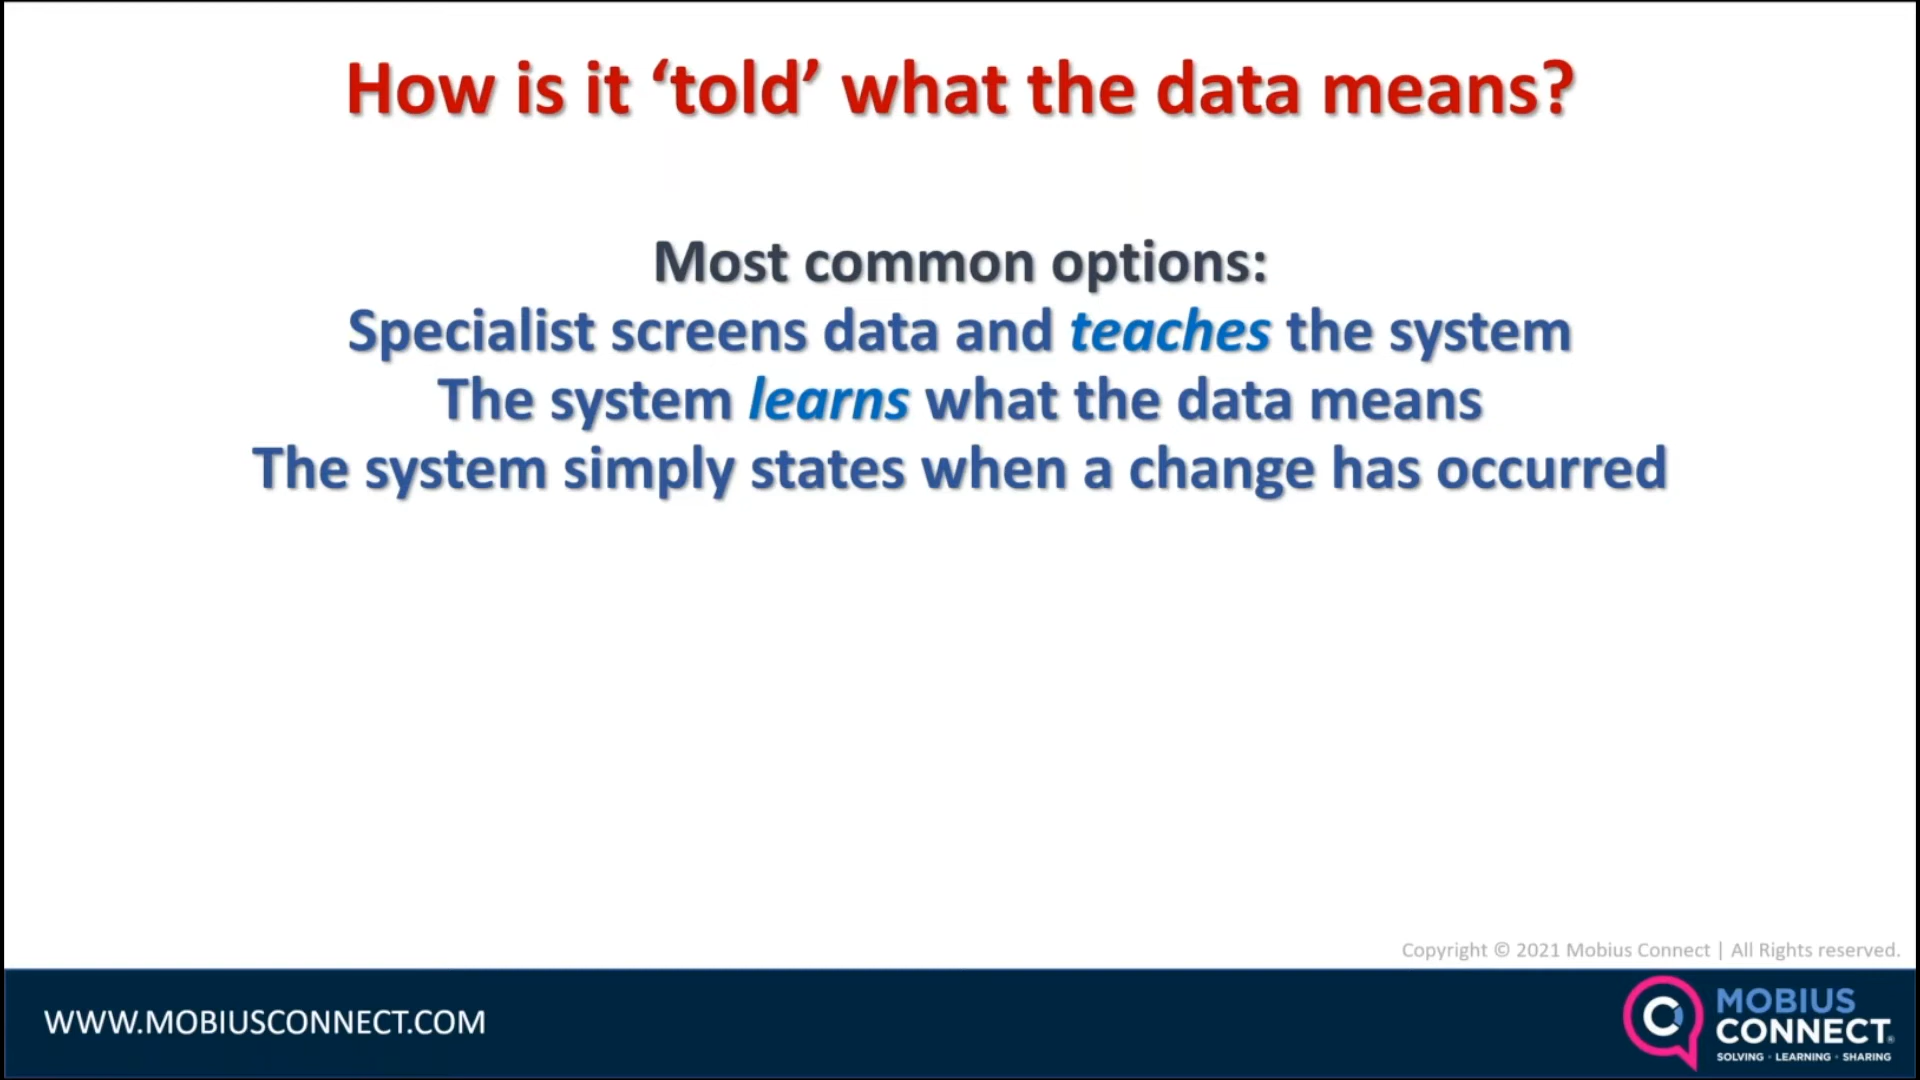 How is it ‘told’ what the data means?
Most common options:
Specialist screens data and teaches the system
The system learns what the data means
The system simply states when a change has occurred
Copyright © 2021 Mobius Connect | All Rights reserved.
WWW.MOBIUSCONNECT.COM
MOBIUS
CONNECT®
SOLVING · LEARNING · SHARING